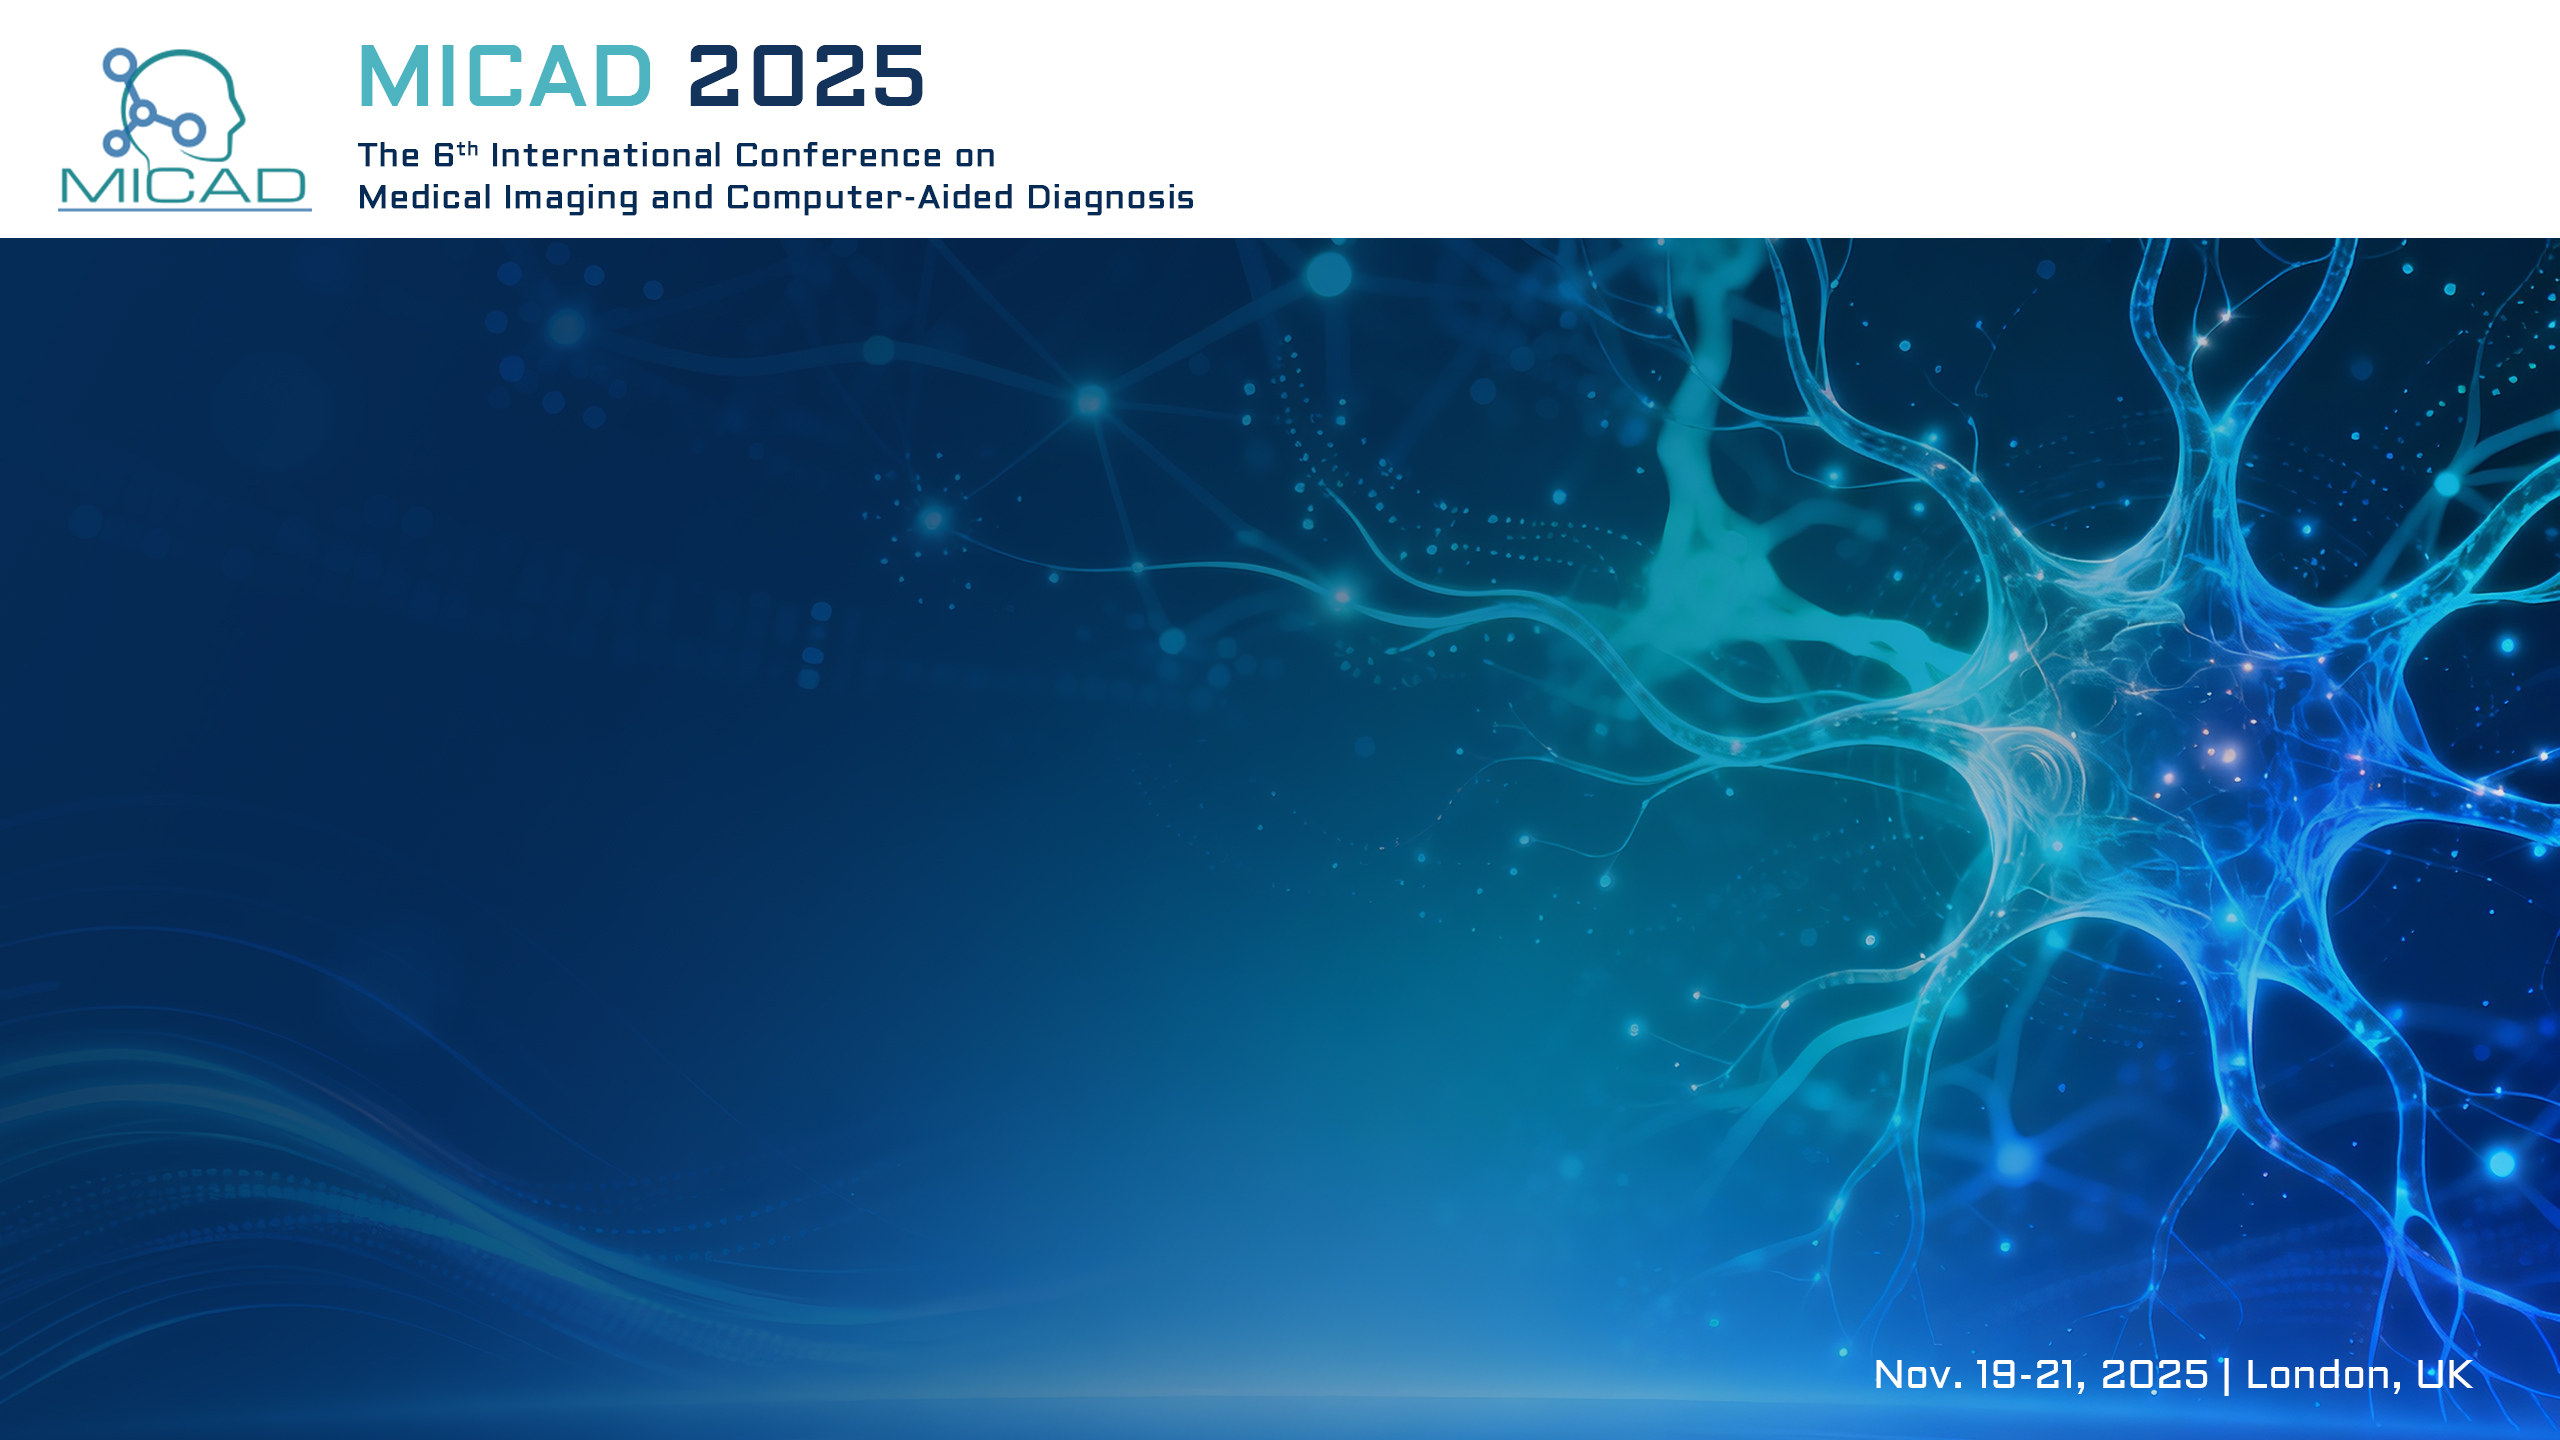 MICAD
MICAD 2025
The 6th International Conference on
Medical Imaging and Computer-Aided Diagnosis
Nov. 19-21, 2025 | London, UK